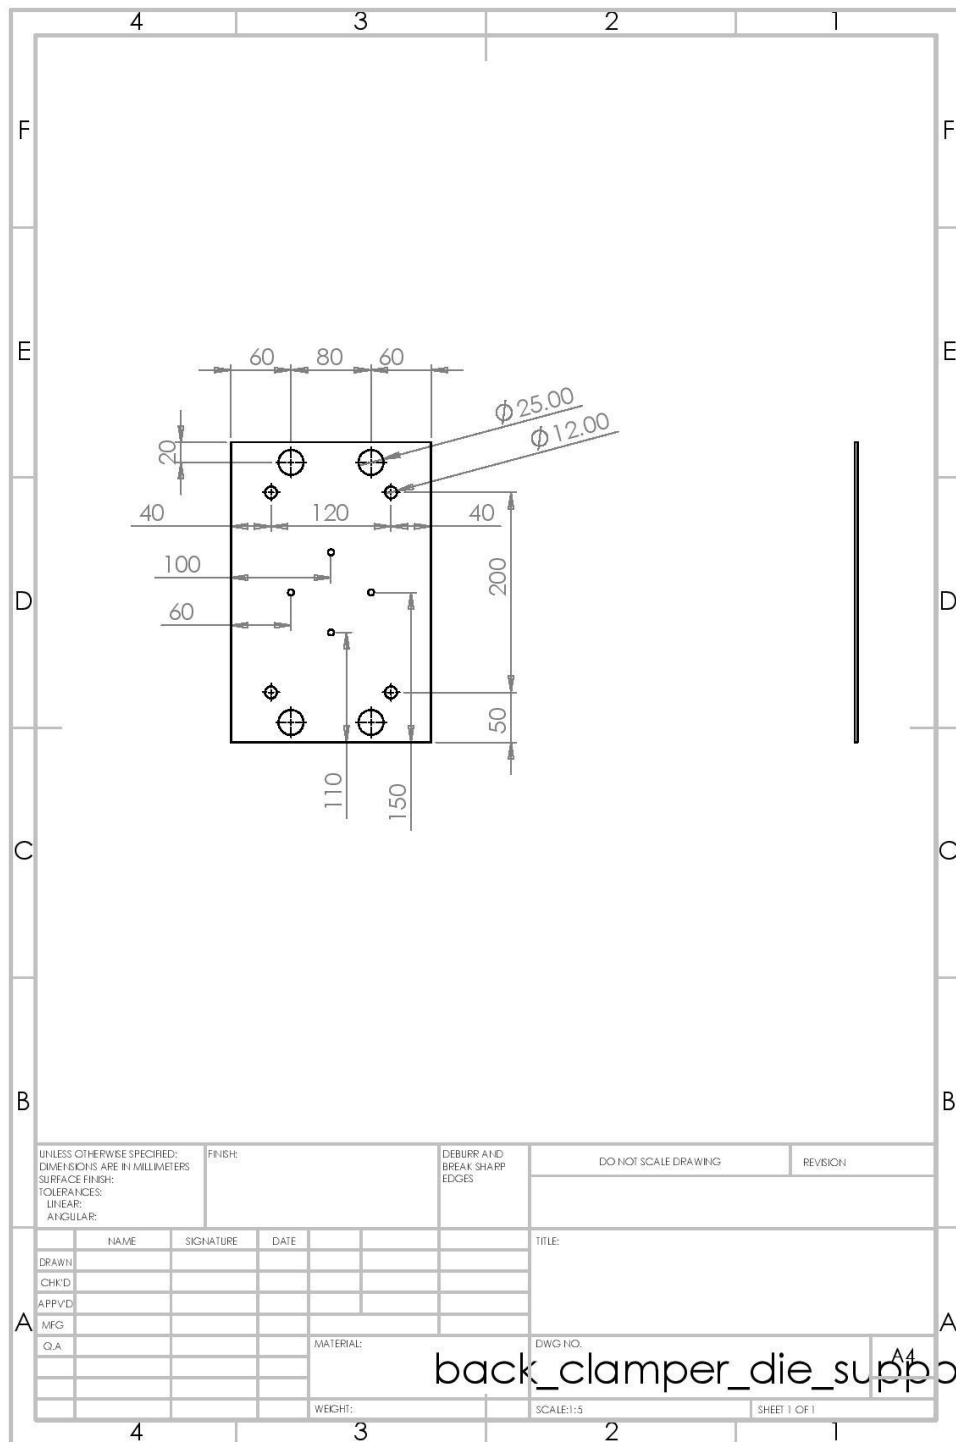 4 3 2 1
F F
60 80 60
E E
Ø25.00
Ø12.00
20
40 120 40
100
200
D D
60
50
110
150
C C
B B
UNLESS OTHERWISE SPECIFIED:
DIMENSIONS ARE IN MILLIMETERS
SURFACE FINISH:
TOLERANCES:
LINEAR:
ANGULAR:
FINISH:
DEBURR AND
BREAK SHARP
EDGES
DO NOT SCALE DRAWING
REVISION
NAME SIGNATURE DATE
TITLE:
DRAWN
CHK'D
APPV'D
A A
MFG
Q.A
MATERIAL:
DWG NO.
back_clamper_die_suppo
A4
WEIGHT:
SCALE:1:5
SHEET 1 OF 1
4 3 2 1